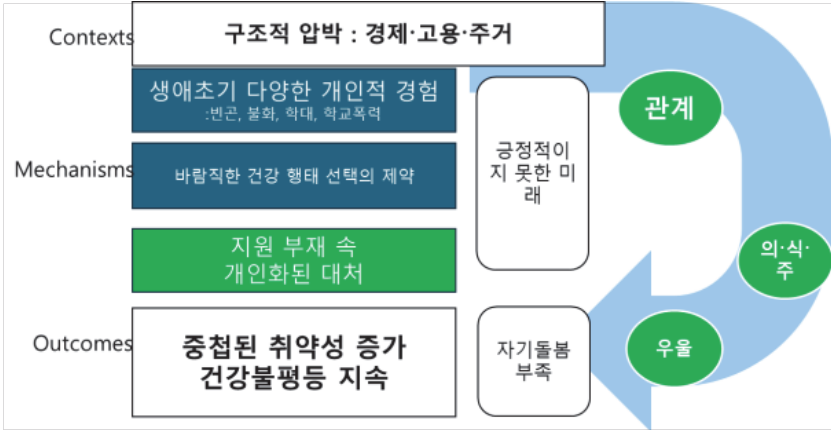 Contexts
구조적 압박 : 경제·고용·주거
생애초기 다양한 개인적 경험
:빈곤, 불화, 학대, 학교폭력
관계
긍정적이
지 못한 미
래
Mechanisms
바람직한 건강 행태 선택의 제약
지원 부재 속
개인화된 대처
의·식·
주
Outcomes
중첩된 취약성 증가
건강불평등 지속
자기돌봄
부족
우울